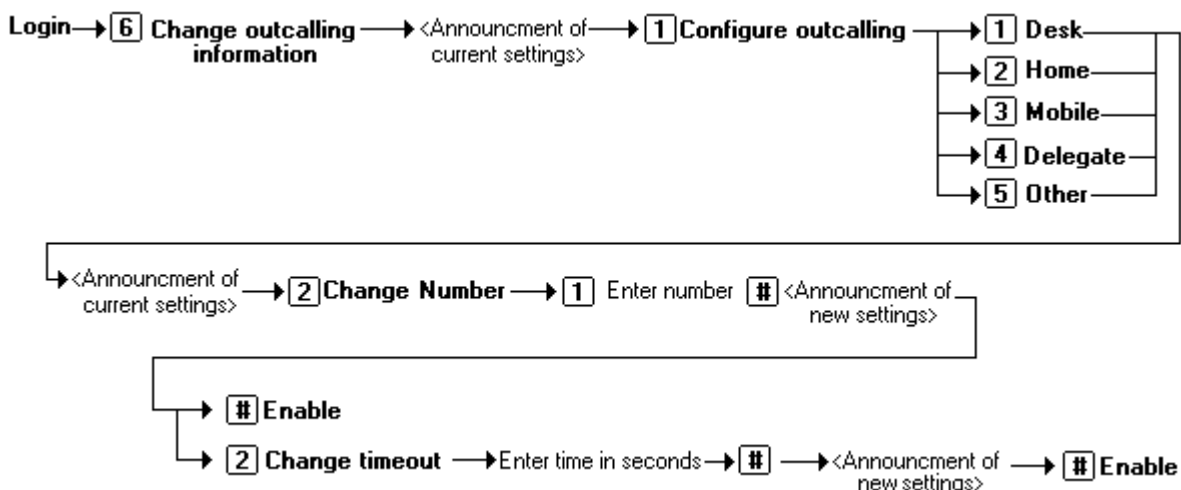 Login 6 Change outcalling <Announcment of 1 Configure outcalling 1 Desk
information current settings>
2 Home
3 Mobile
4 Delegate
5 Other
<Announcment of 2 Change Number 1 Enter number # <Announcment of
current settings> new settings>
# Enable
2 Change timeout Enter time in seconds # <Announcment of # Enable
new settings>